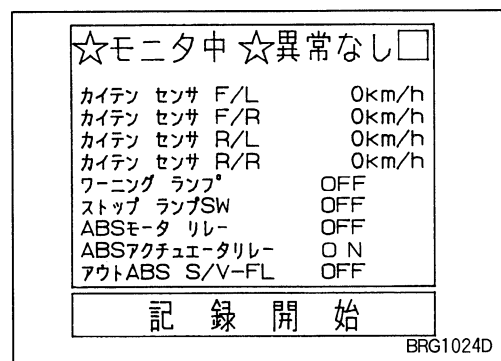 ☆モニタ中 ☆異常なし□
カイテン センサ F/L 0km/h
カイテン センサ F/R 0km/h
カイテン センサ R/L 0km/h
カイテン センサ R/R 0km/h
ワーニング ランプ OFF
ストップ ランプSW OFF
ABSモータ リレー OFF
ABSアクチュエータリレー ON
アウトABS S/V-FL OFF
記 録 開 始
BRG1024D